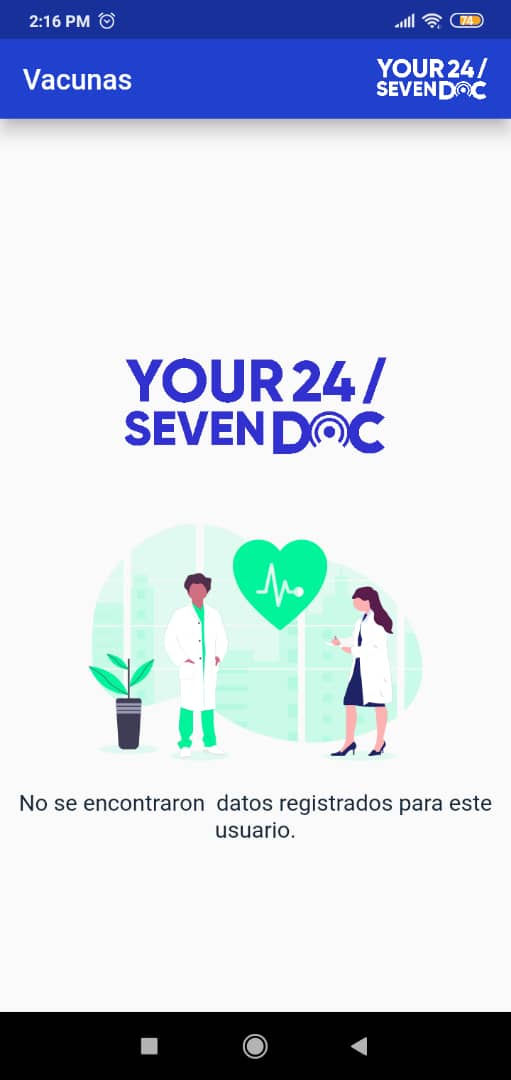 2:16 PM
74
Vacunas
YOUR 24/
SEVEN DOC
YOUR 24/
SEVEN DOC
No se encontraron  datos registrados para este
usuario.